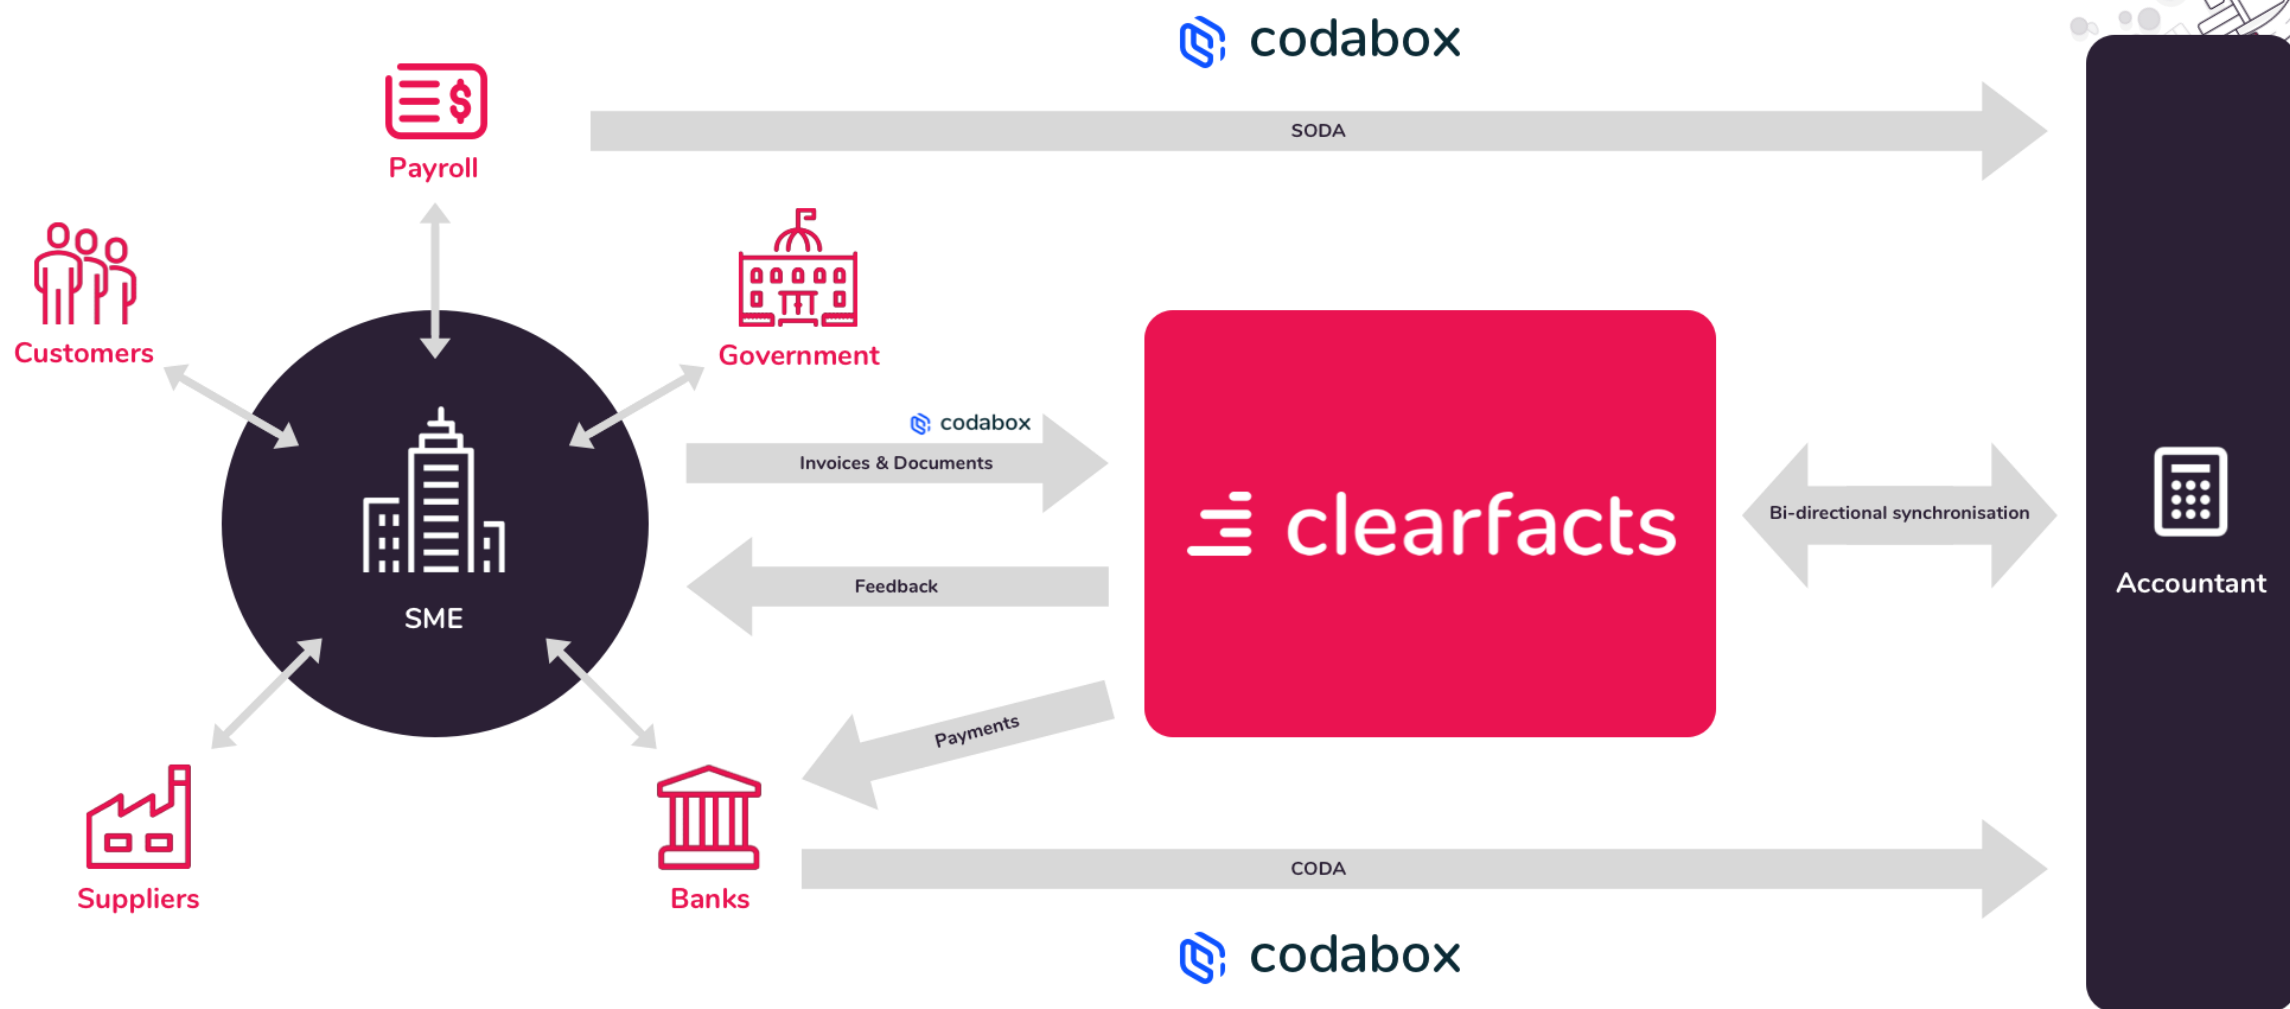 codabox
SODA
Payroll
Customers
Government
codabox
Invoices & Documents
clearfacts
Bi-directional synchronisation
Feedback
Accountant
SME
Payments
CODA
Suppliers
Banks
codabox